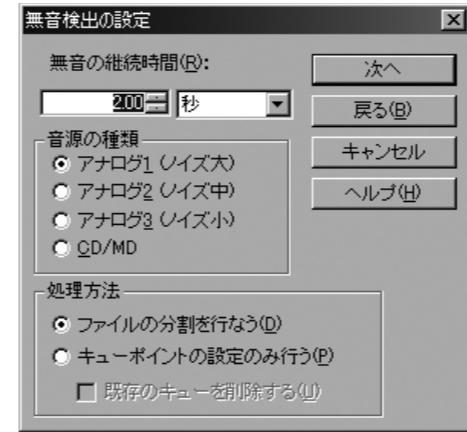 無音検出の設定
無音の継続時間(R):
2.00 秒
次へ
戻る(B)
キャンセル
ヘルプ(H)
音源の種類
アナログ1 (ノイズ大)
アナログ2 (ノイズ中)
アナログ3 (ノイズ小)
CD/MD
処理方法
ファイルの分割を行なう(D)
キューポイントの設定のみ行う(P)
既存のキューを削除する(U)